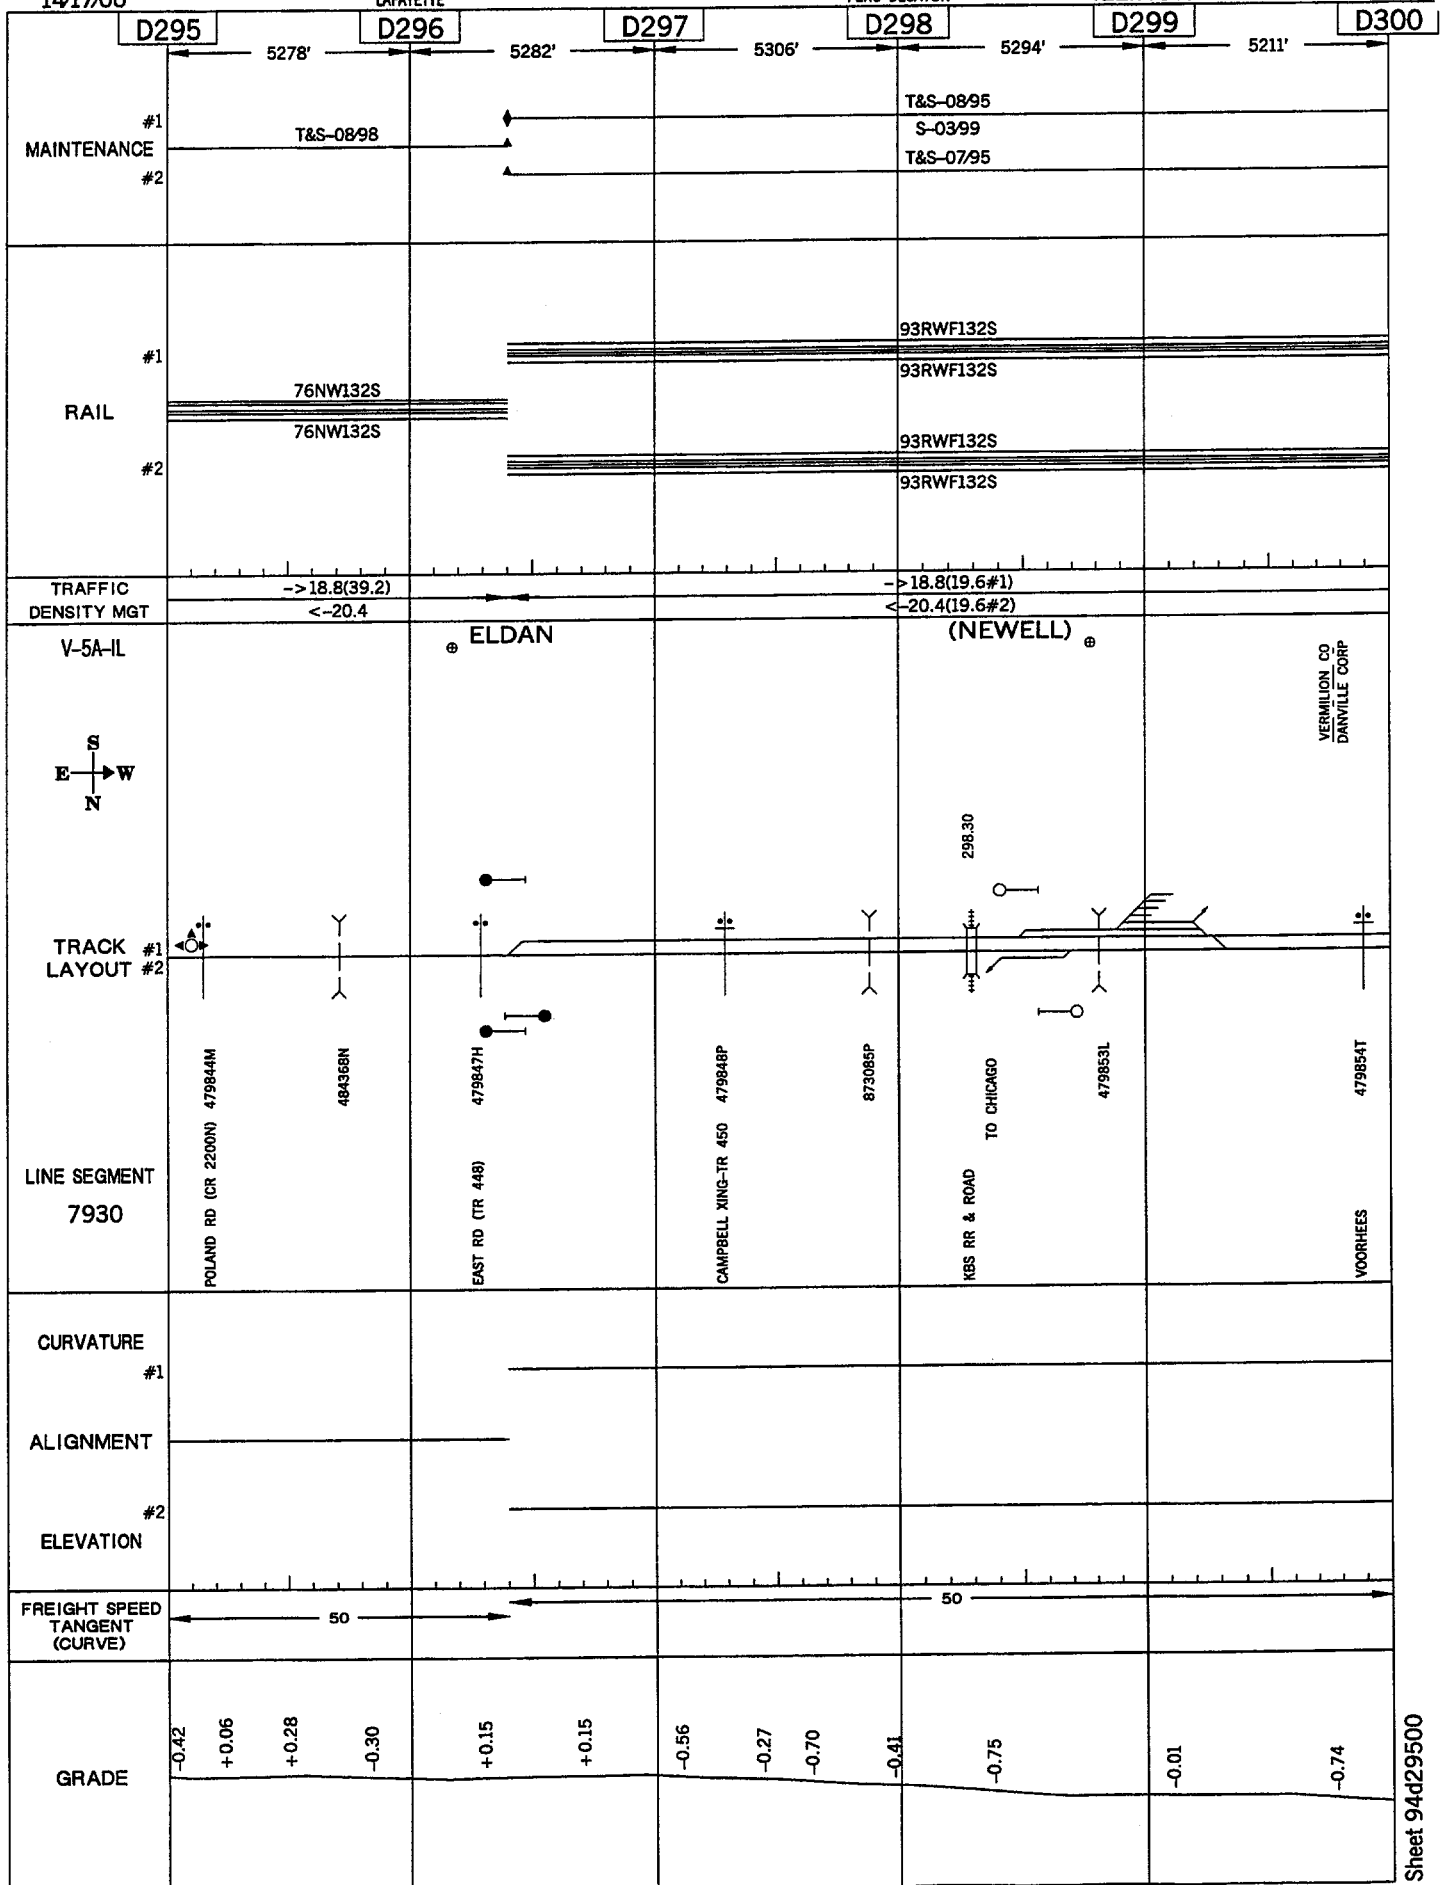 D295 D296 D297 D298 D299 D300
5278' 5282' 5306' 5294' 5211'
LAFAYETTE
MAINTENANCE
#1
#2
T&S-08/98
T&S-08/95
S-03/99
T&S-07/95
RAIL
#1
#2
76NW132S
76NW132S
93RWF132S
93RWF132S
93RWF132S
93RWF132S
TRAFFIC
DENSITY MGT
->18.8(39.2)
<-20.4
->18.8(19.6#1)
<-20.4(19.6#2)
V-5A-IL
ELDAN
(NEWELL)
VERMILION CO
DANVILLE CORP
S
E W
N
298.30
TRACK #1
LAYOUT #2
POLAND RD (CR 2200N) 479844M
484368N
EAST RD (TR 448) 479847H
CAMPBELL XING-TR 450 479848P
873085P
KBS RR & ROAD
TO CHICAGO
479853L
VOORHEES 479854T
LINE SEGMENT
7930
CURVATURE
#1
ALIGNMENT
#2
ELEVATION
FREIGHT SPEED
TANGENT
(CURVE)
50
50
GRADE
-0.42
+0.06
+0.28
-0.30
+0.15
+0.15
-0.56
-0.27
-0.70
-0.41
-0.75
-0.01
-0.74
Sheet 94d29500